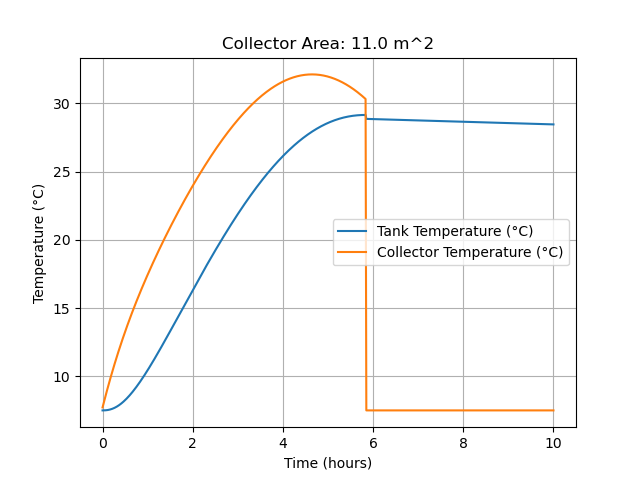 Collector Area: 11.0 m^2
Temperature (°C)
30
25
20
15
10
Tank Temperature (°C)
Collector Temperature (°C)
0 2 4 6 8 10
Time (hours)